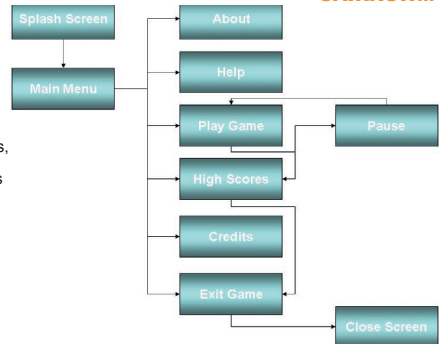 Splash Screen
About
Main Menu
Help
Play Game
Pause
s,
High Scores
s
Credits
Exit Game
Close Screen